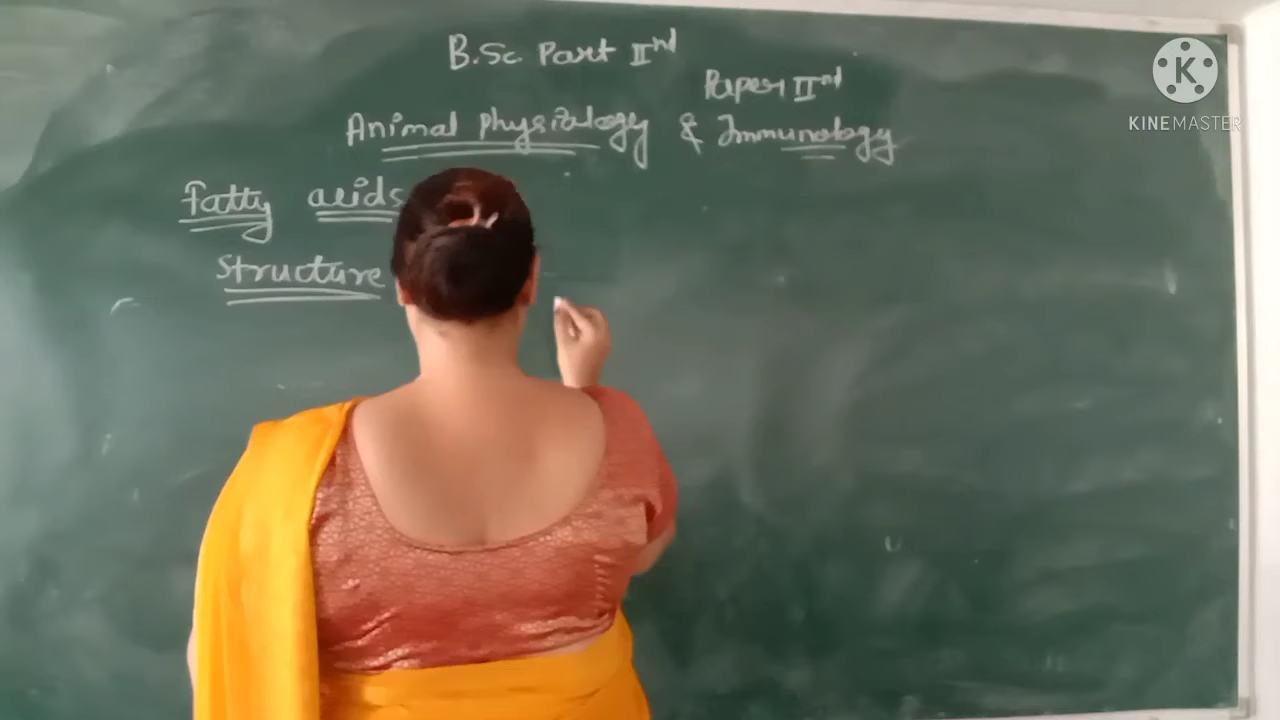 B.Sc. Part IInd
Paper IInd
Animal physiology & Immunology
Fatty acids
Structure
K
KINEMASTER